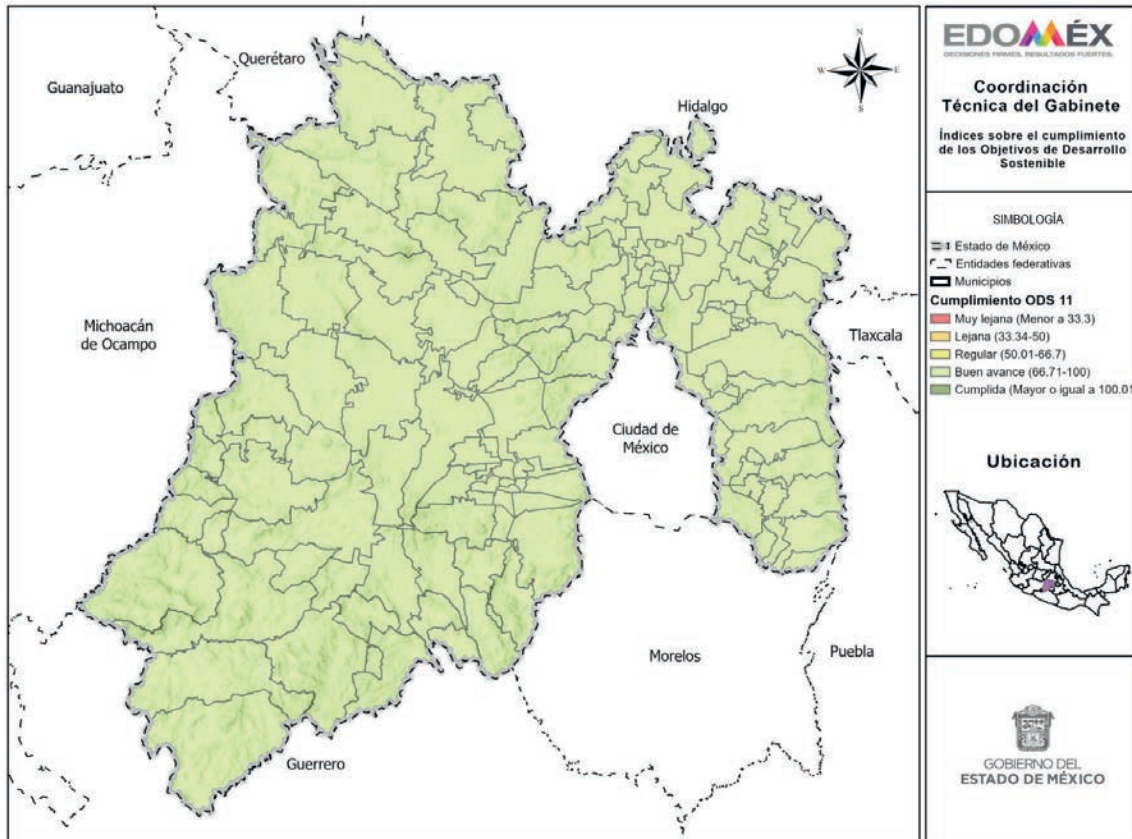 Querétaro
Guanajuato
Hidalgo
Michoacán
de Ocampo
Tlaxcala
Ciudad de
México
Morelos
Puebla
Guerrero
N
W
E
S
EDOMÉX
DECISIONES FIRMES, RESULTADOS FUERTES.
Coordinación
Técnica del Gabinete
Índices sobre el cumplimiento
de los Objetivos de Desarrollo
Sostenible
SIMBOLOGÍA
Estado de México
Entidades federativas
Municipios
Cumplimiento ODS 11
Muy lejana (Menor a 33.3)
Lejana (33.34-50)
Regular (50.01-66.7)
Buen avance (66.71-100)
Cumplida (Mayor o igual a 100.01
Ubicación
GOBIERNO DEL
ESTADO DE MÉXICO